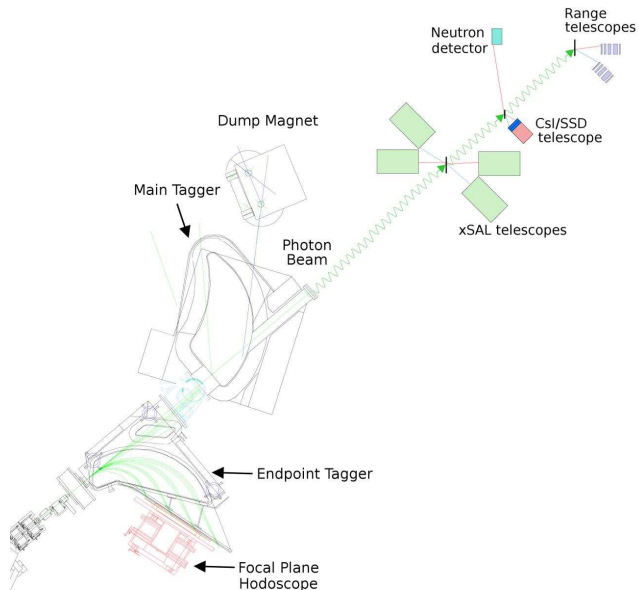 Range
telescopes
Neutron
detector
CsI/SSD
telescope
Dump Magnet
Main Tagger
xSAL telescopes
Photon
Beam
Endpoint Tagger
Focal Plane
Hodoscope